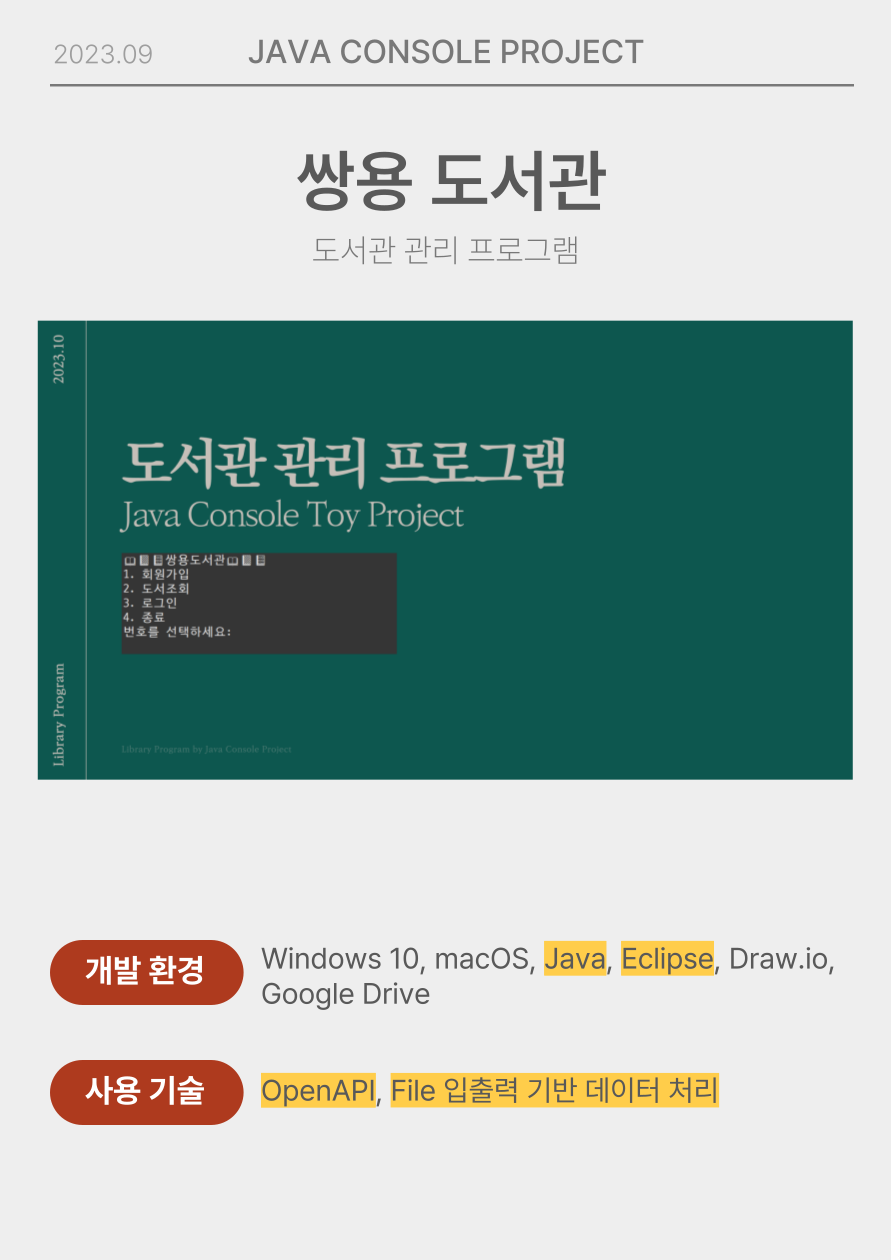 2023.09
JAVA CONSOLE PROJECT
쌍용 도서관
도서관 관리 프로그램
2023.10
도서관 관리 프로그램
Java Console Toy Project
쌍용도서관
1. 회원가입
2. 도서조회
3. 로그인
4. 종료
번호를 선택하세요:
Library Program
Library Program by Java Console Project
개발 환경
Windows 10, macOS, Java, Eclipse, Draw.io,
Google Drive
사용 기술
OpenAPI, File 입출력 기반 데이터 처리